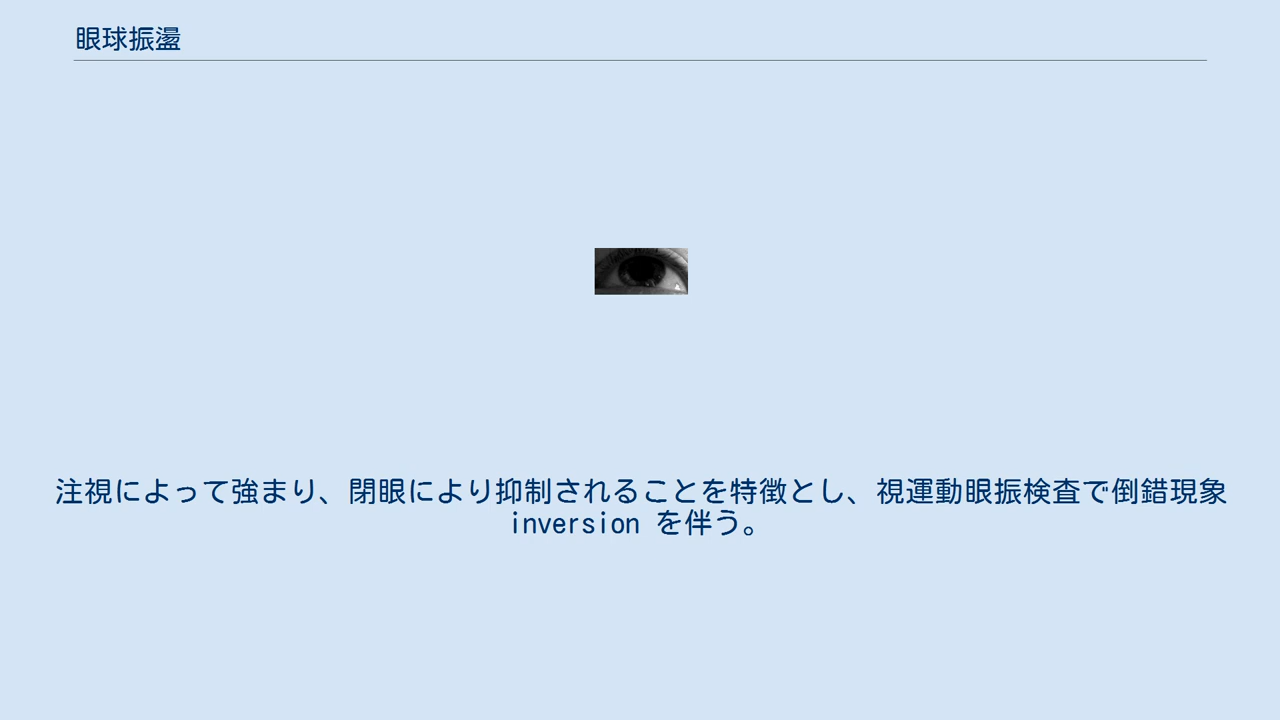 眼球振盪
注視によって強まり、閉眼により抑制されることを特徴とし、視運動眼振検査で倒錯現象
inversion を伴う。